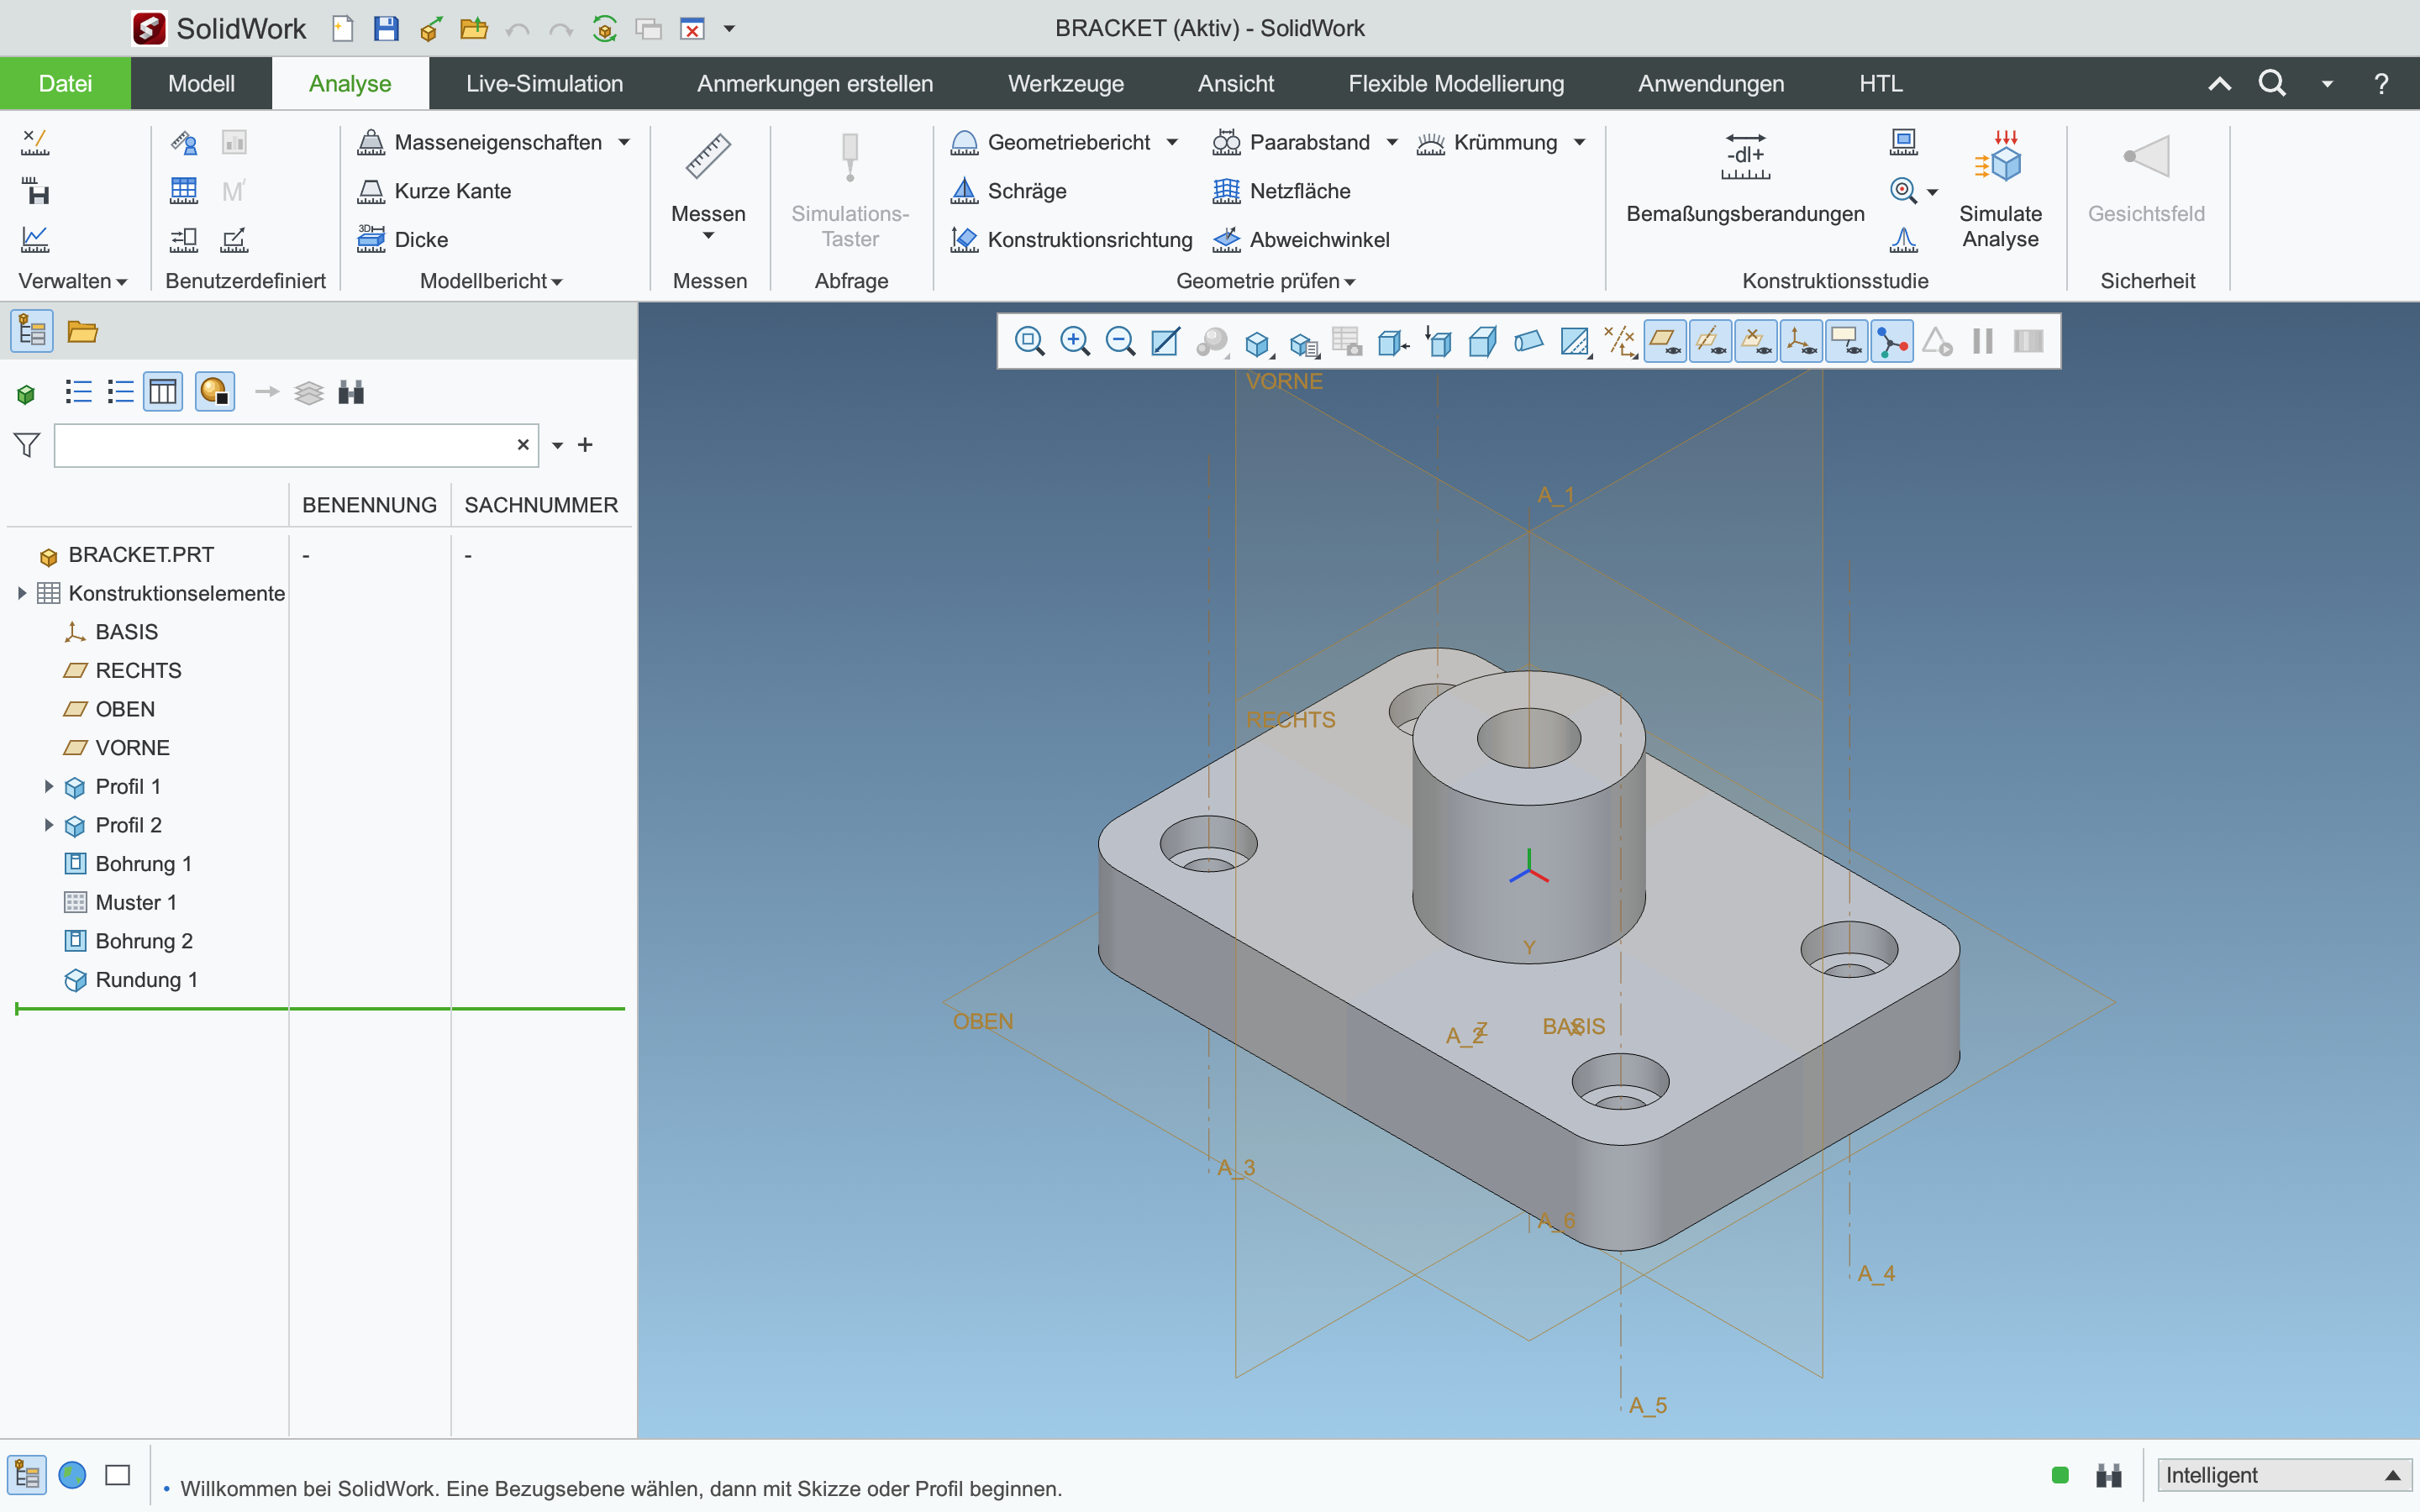 SolidWork
BRACKET (Aktiv) - SolidWork
Datei Modell Analyse Live-Simulation Anmerkungen erstellen Werkzeuge Ansicht Flexible Modellierung Anwendungen HTL ?
Masseneigenschaften
Kurze Kante
Dicke
Messen
Simulations-
Taster
Geometriebericht
Schräge
Konstruktionsrichtung
Paarabstand
Netzfläche
Abweichwinkel
Krümmung
-dl+
Bemaßungsberandungen
Simulate
Analyse
Gesichtsfeld
Verwalten Benutzerdefiniert Modellbericht Messen Abfrage Geometrie prüfen Konstruktionsstudie Sicherheit
BENENNUNG SACHNUMMER
BRACKET.PRT - -
Konstruktionselemente
BASIS
RECHTS
OBEN
VORNE
Profil 1
Profil 2
Bohrung 1
Muster 1
Bohrung 2
Rundung 1
VORNE
A_1
RECHTS
Y
OBEN
A_2
Z
BASIS
X
A_3
A_6
A_4
A_5
• Willkommen bei SolidWork. Eine Bezugsebene wählen, dann mit Skizze oder Profil beginnen.
Intelligent